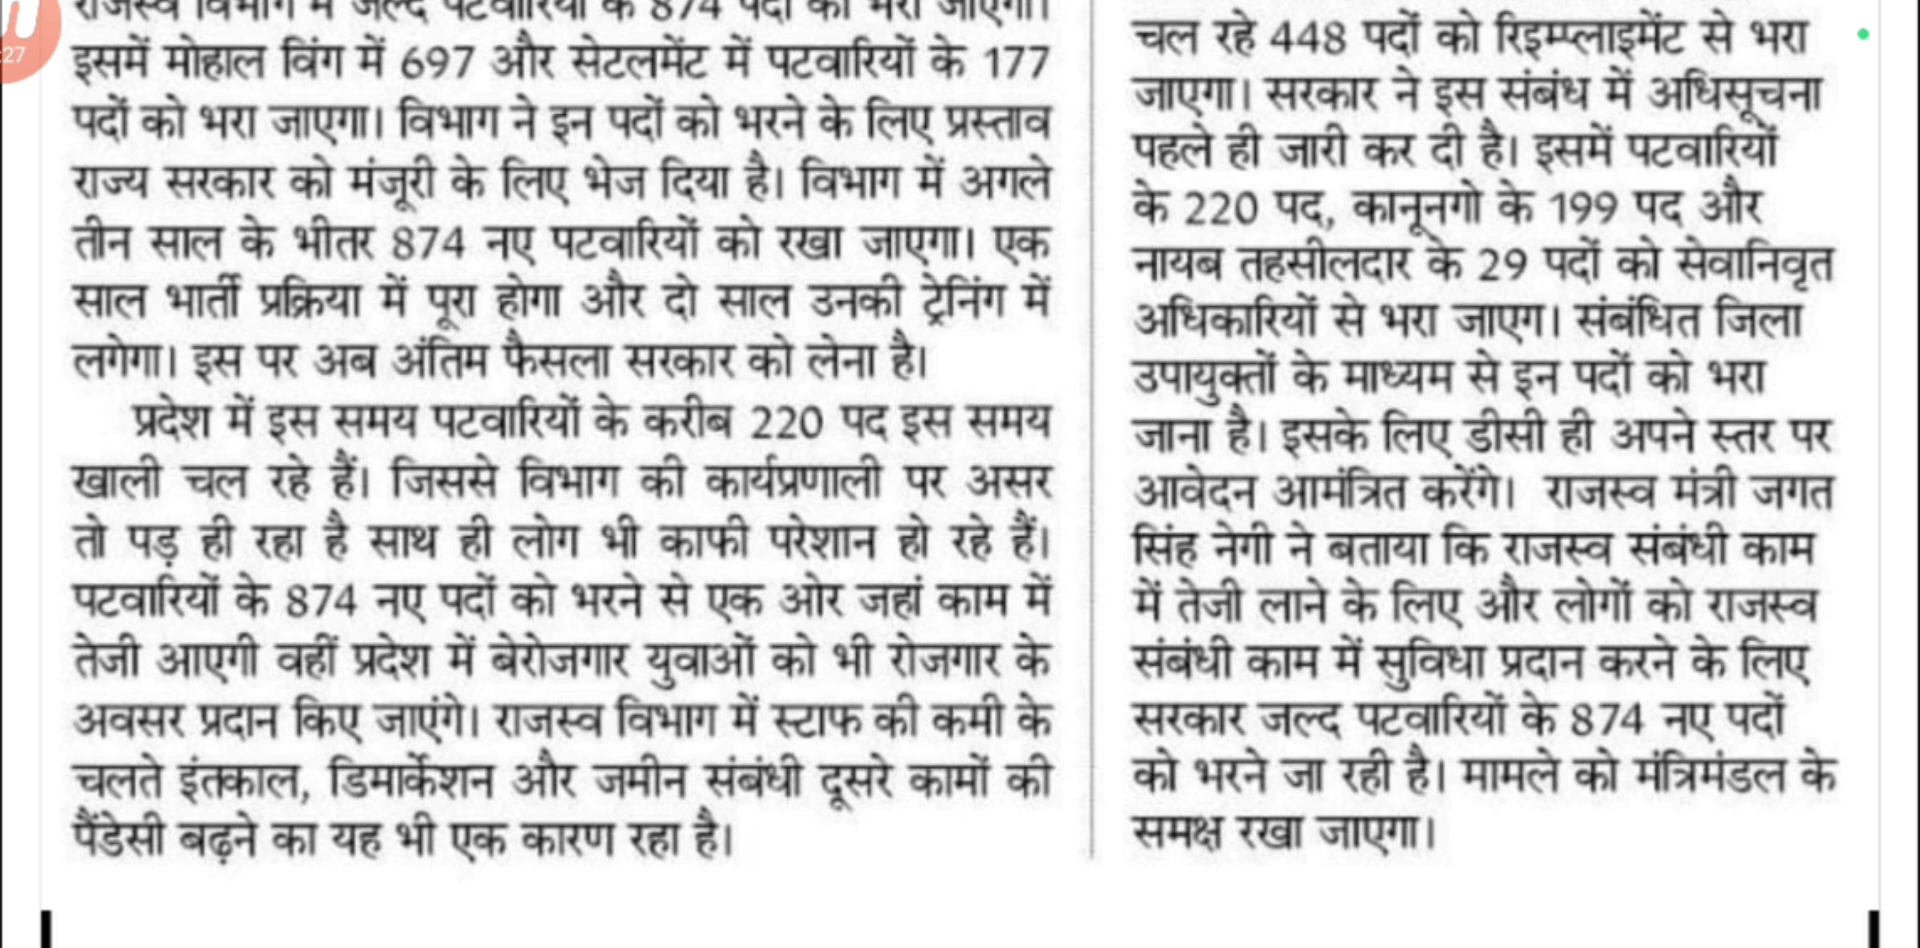 राजस्व विभाग में जल्द पटवारियों के 874 पदों को भरा जाएगा।
इसमें मोहाल विंग में 697 और सेटलमेंट में पटवारियों के 177
पदों को भरा जाएगा। विभाग ने इन पदों को भरने के लिए प्रस्ताव
राज्य सरकार को मंजूरी के लिए भेज दिया है। विभाग में अगले
तीन साल के भीतर 874 नए पटवारियों को रखा जाएगा। एक
साल भार्ती प्रक्रिया में पूरा होगा और दो साल उनकी ट्रेनिंग में
लगेगा। इस पर अब अंतिम फैसला सरकार को लेना है।
प्रदेश में इस समय पटवारियों के करीब 220 पद इस समय
खाली चल रहे हैं। जिससे विभाग की कार्यप्रणाली पर असर
तो पड़ ही रहा है साथ ही लोग भी काफी परेशान हो रहे हैं।
पटवारियों के 874 नए पदों को भरने से एक ओर जहां काम में
तेजी आएगी वहीं प्रदेश में बेरोजगार युवाओं को भी रोजगार के
अवसर प्रदान किए जाएंगे। राजस्व विभाग में स्टाफ की कमी के
चलते इंतकाल, डिमार्केशन और जमीन संबंधी दूसरे कामों की
पैंडेसी बढ़ने का यह भी एक कारण रहा है।
चल रहे 448 पदों को रिइम्प्लाइमेंट से भरा
जाएगा। सरकार ने इस संबंध में अधिसूचना
पहले ही जारी कर दी है। इसमें पटवारियों
के 220 पद, कानूनगो के 199 पद और
नायब तहसीलदार के 29 पदों को सेवानिवृत
अधिकारियों से भरा जाएग। संबंधित जिला
उपायुक्तों के माध्यम से इन पदों को भरा
जाना है। इसके लिए डीसी ही अपने स्तर पर
आवेदन आमंत्रित करेंगे। राजस्व मंत्री जगत
सिंह नेगी ने बताया कि राजस्व संबंधी काम
में तेजी लाने के लिए और लोगों को राजस्व
संबंधी काम में सुविधा प्रदान करने के लिए
सरकार जल्द पटवारियों के 874 नए पदों
को भरने जा रही है। मामले को मंत्रिमंडल के
समक्ष रखा जाएगा।
:27